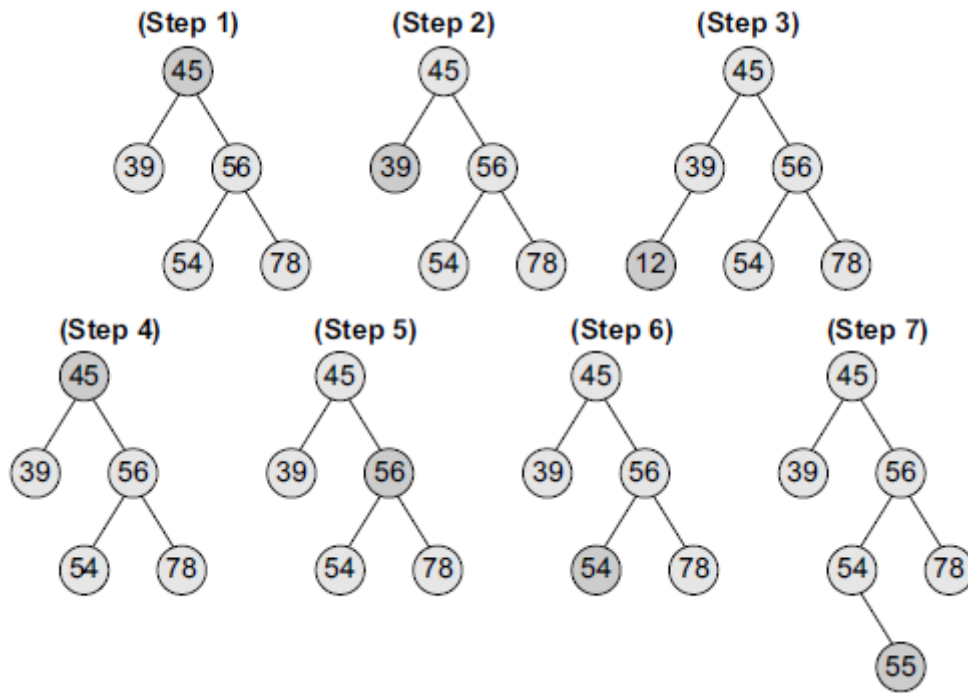 (Step 1) (Step 2) (Step 3)
45 45 45
39 56 39 56 39 56
54 78 54 78 12 54 78
(Step 4) (Step 5) (Step 6) (Step 7)
45 45 45 45
39 56 39 56 39 56 39 56
54 78 54 78 54 78 54 78
55